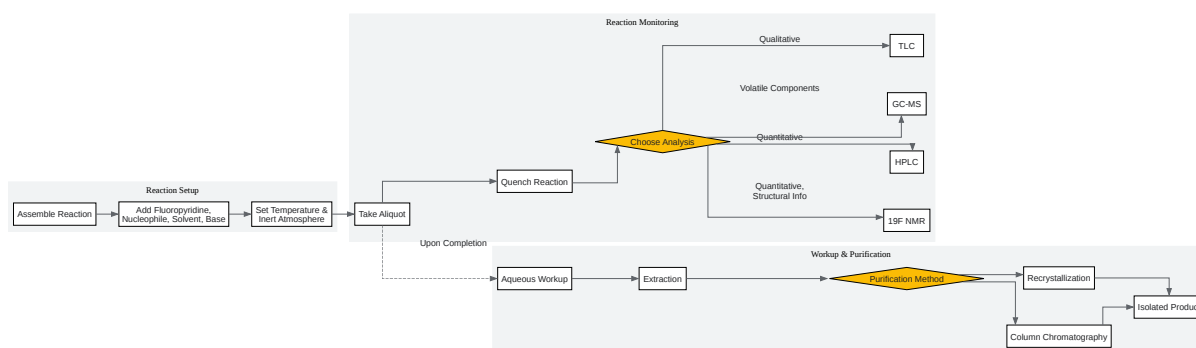 Reaction Monitoring
Qualitative
TLC
Volatile Components
GC-MS
Choose Analysis
Quantitative
HPLC
Quench Reaction
Quantitative,
Structural Info
19F NMR
Reaction Setup
Assemble Reaction
Add Fluoropyridine,
Nucleophile, Solvent, Base
Set Temperature &
Inert Atmosphere
Take Aliquot
Upon Completion
Workup & Purification
Aqueous Workup
Extraction
Purification Method
Recrystallization
Isolated Produc
Column Chromatography